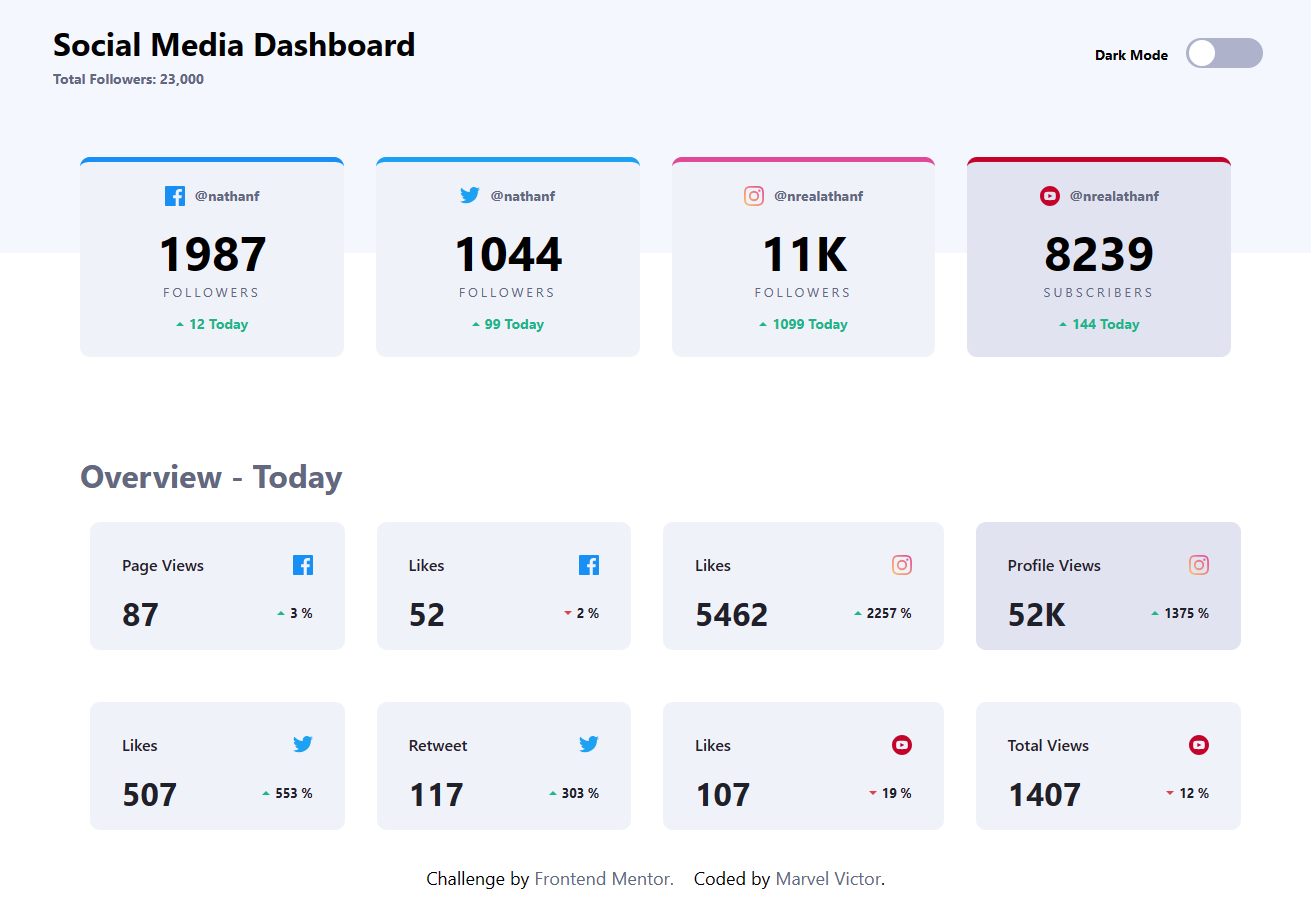 Social Media Dashboard
Total Followers: 23,000
Dark Mode
@nathanf
1987
FOLLOWERS
12 Today
@nathanf
1044
FOLLOWERS
99 Today
@nrealathanf
11K
FOLLOWERS
1099 Today
@nrealathanf
8239
SUBSCRIBERS
144 Today
Overview - Today
Page Views
87
3 %
Likes
52
2 %
Likes
5462
2257 %
Profile Views
52K
1375 %
Likes
507
553 %
Retweet
117
303 %
Likes
107
19 %
Total Views
1407
12 %
Challenge by Frontend Mentor. Coded by Marvel Victor.